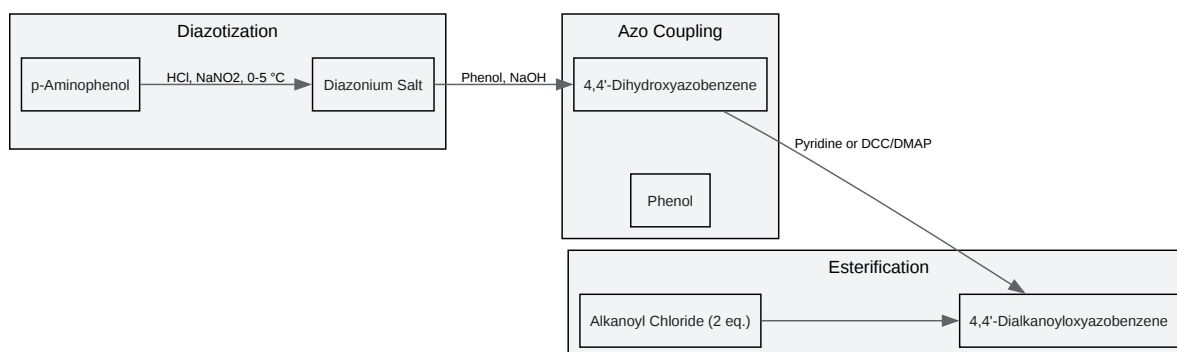 Diazotization
p-Aminophenol
HCl, NaNO2, 0-5 °C
Diazonium Salt
Phenol, NaOH
Azo Coupling
4,4'-Dihydroxyazobenzene
Pyridine or DCC/DMAP
Phenol
Esterification
Alkanoyl Chloride (2 eq.)
4,4'-Dialkanoyloxyazobenzene